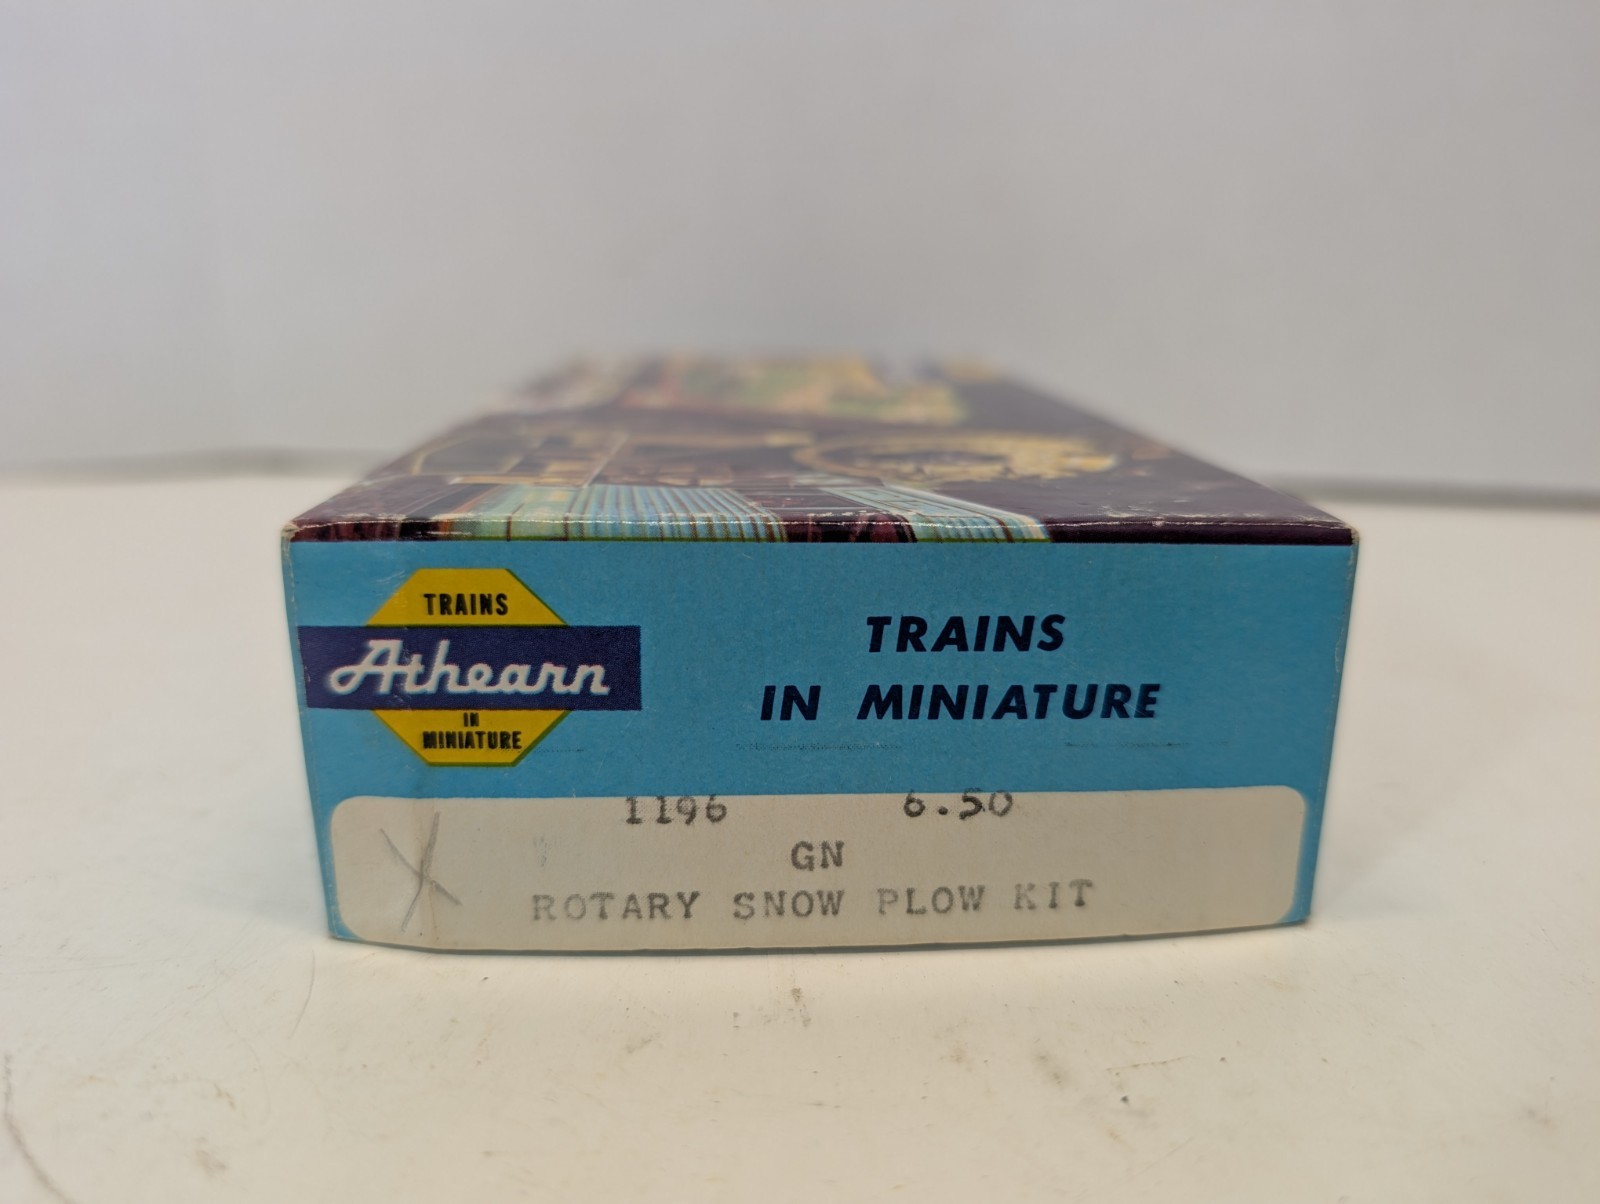 TRAINS
Athearn
IN
MINIATURE
TRAINS
IN MINIATURE
1196 6.50
GN
ROTARY SNOW PLOW KIT